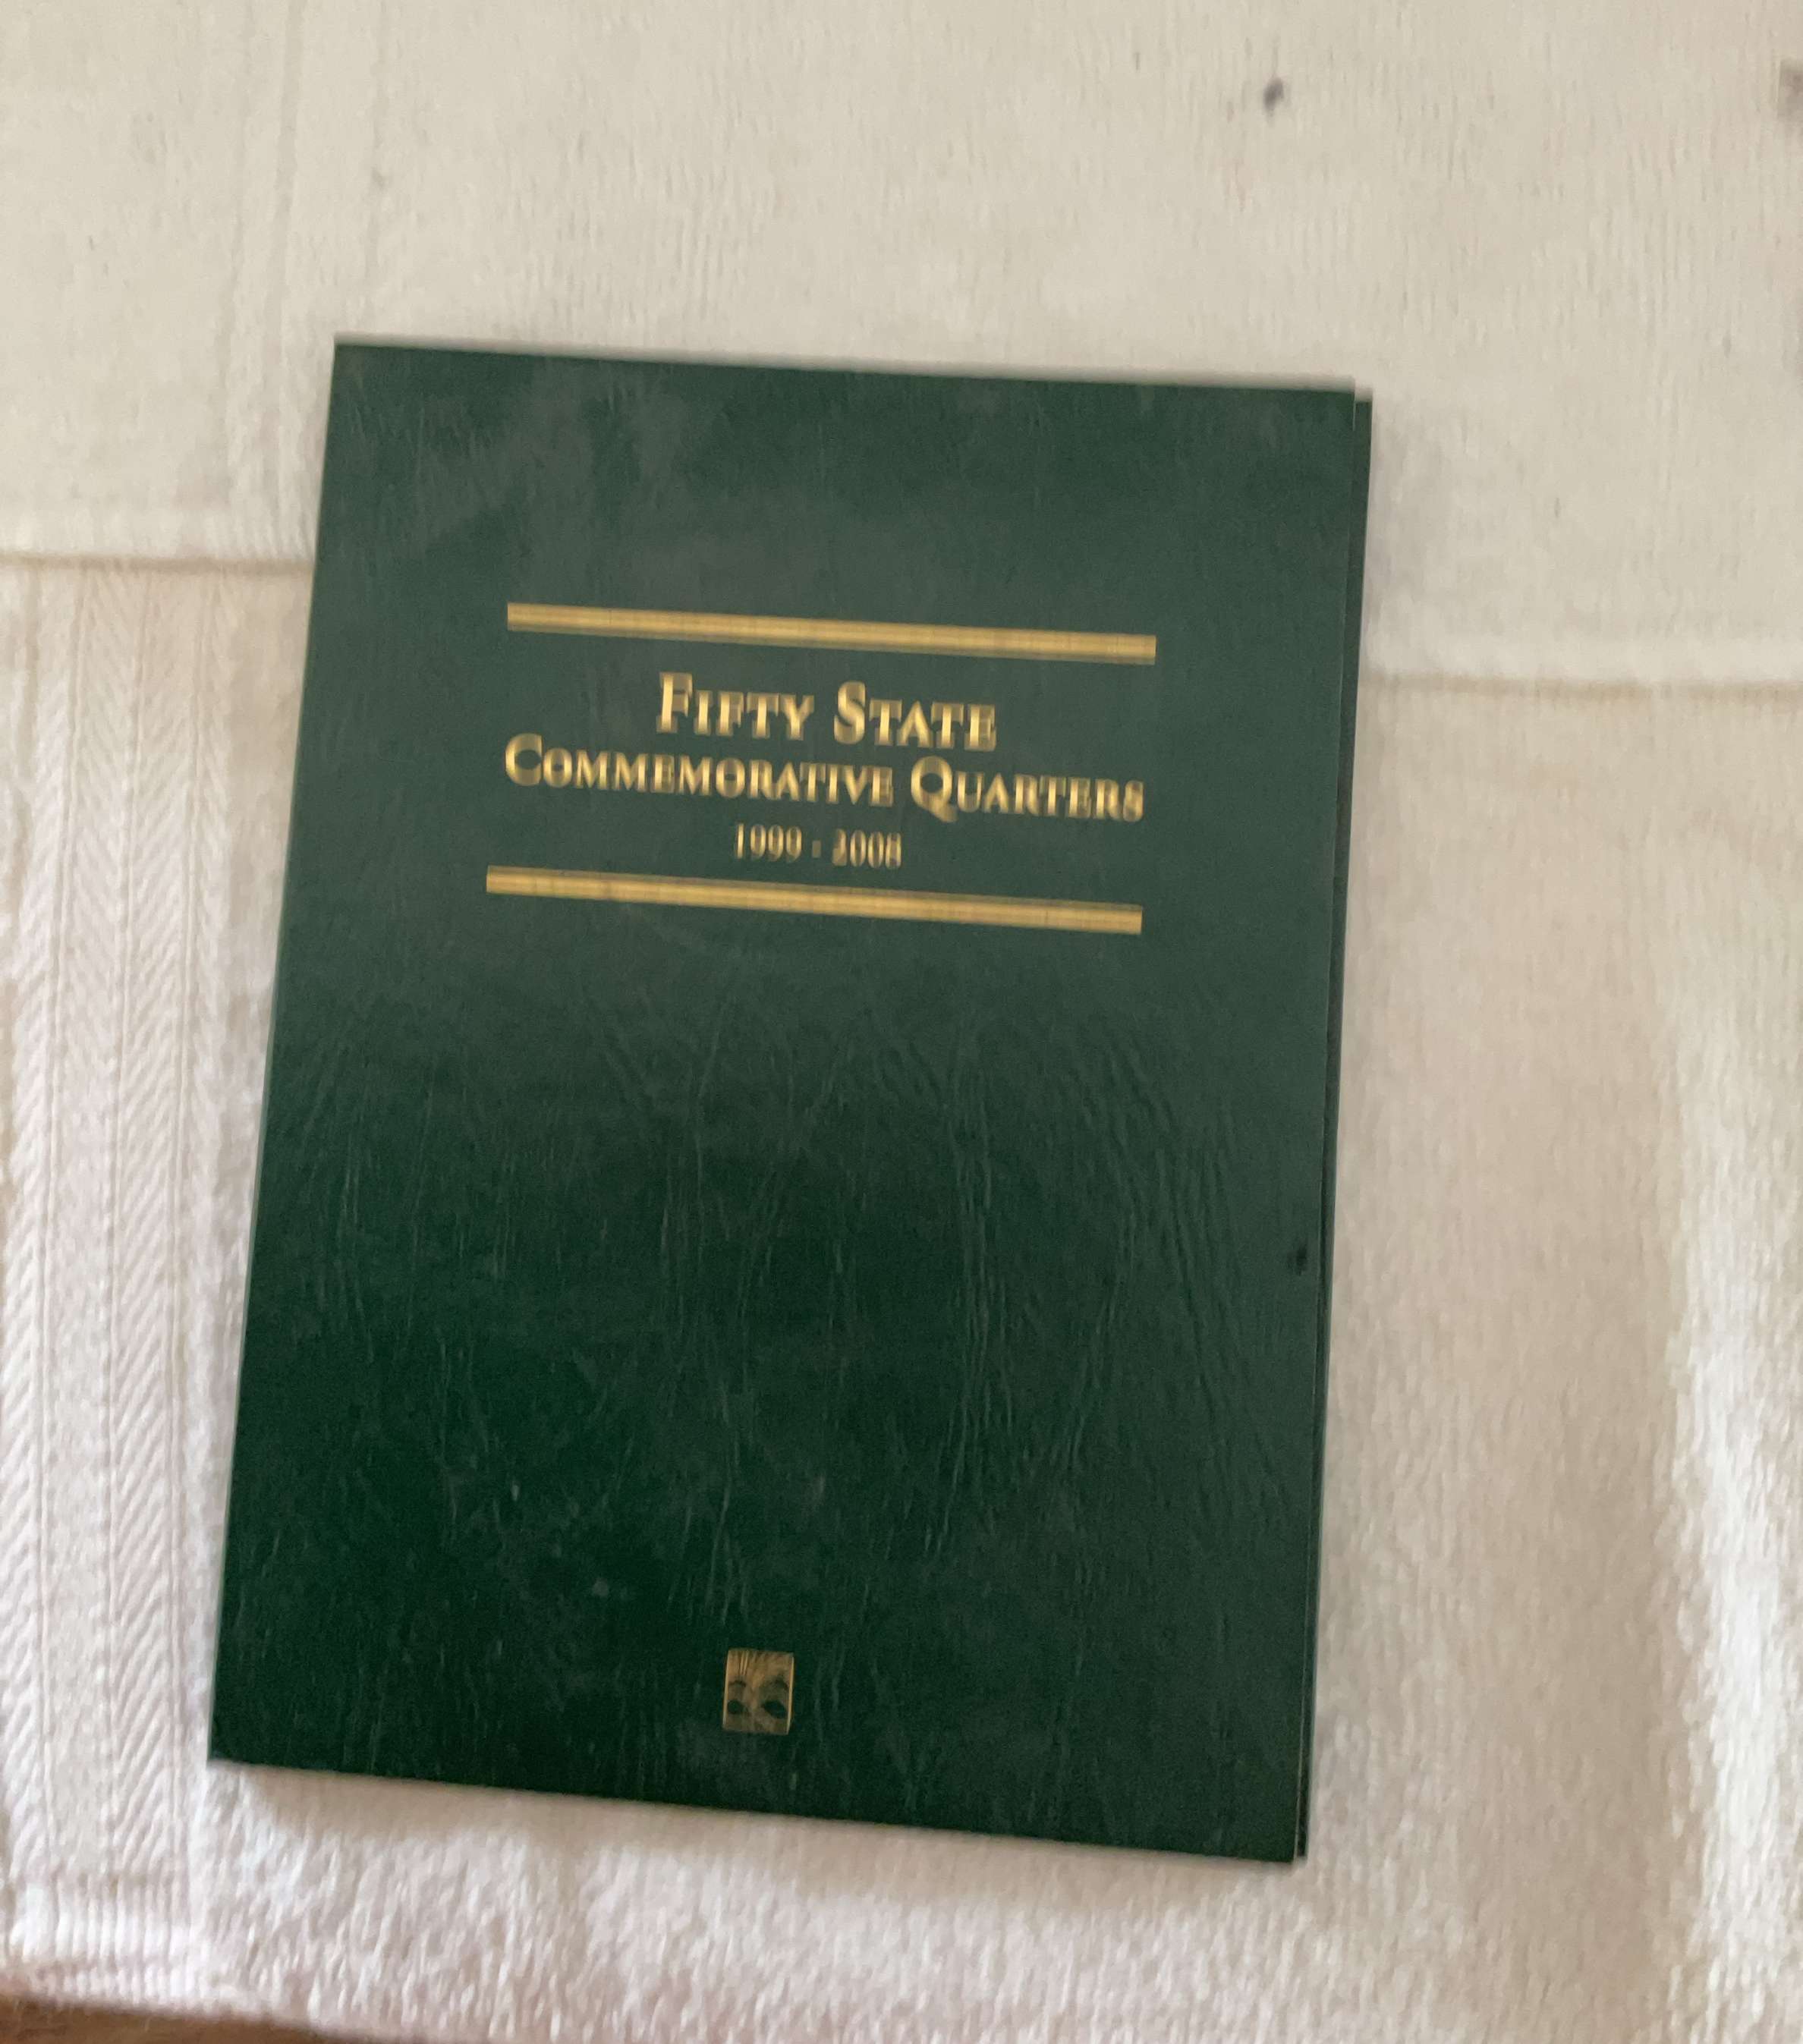 FIFTY STATE
COMMEMORATIVE QUARTERS
1999 - 2008